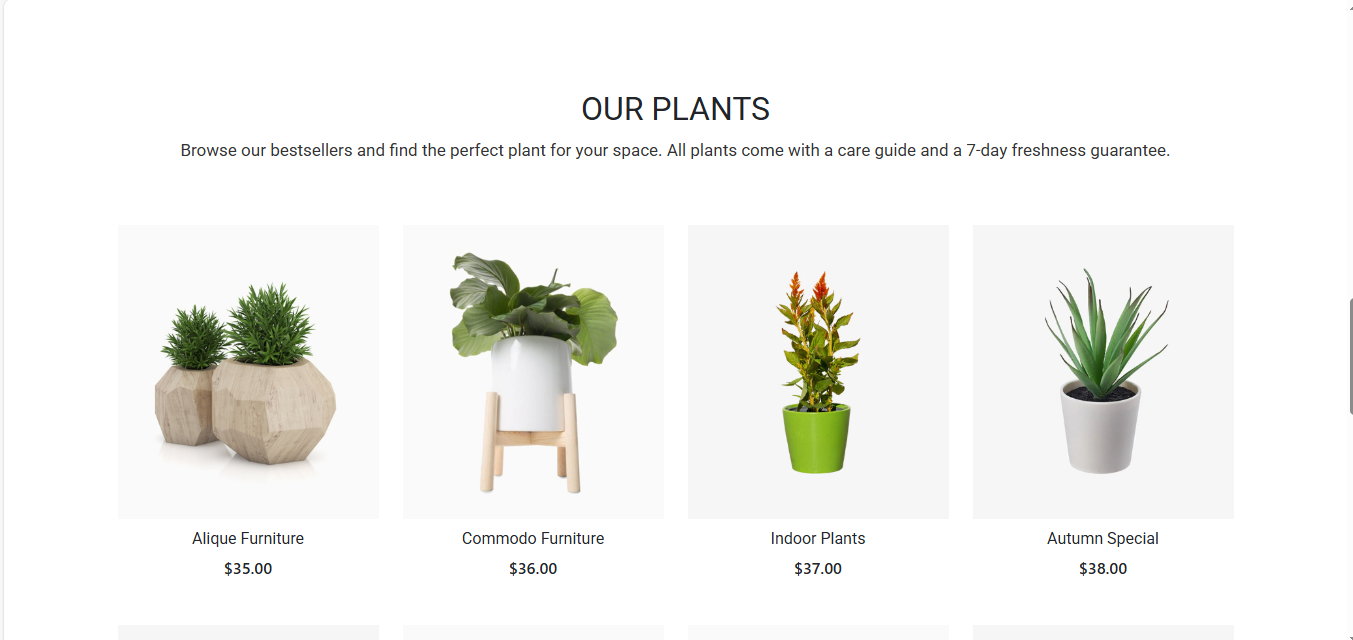 OUR PLANTS
Browse our bestsellers and find the perfect plant for your space. All plants come with a care guide and a 7-day freshness guarantee.
Alique Furniture
$35.00
Commodo Furniture
$36.00
Indoor Plants
$37.00
Autumn Special
$38.00